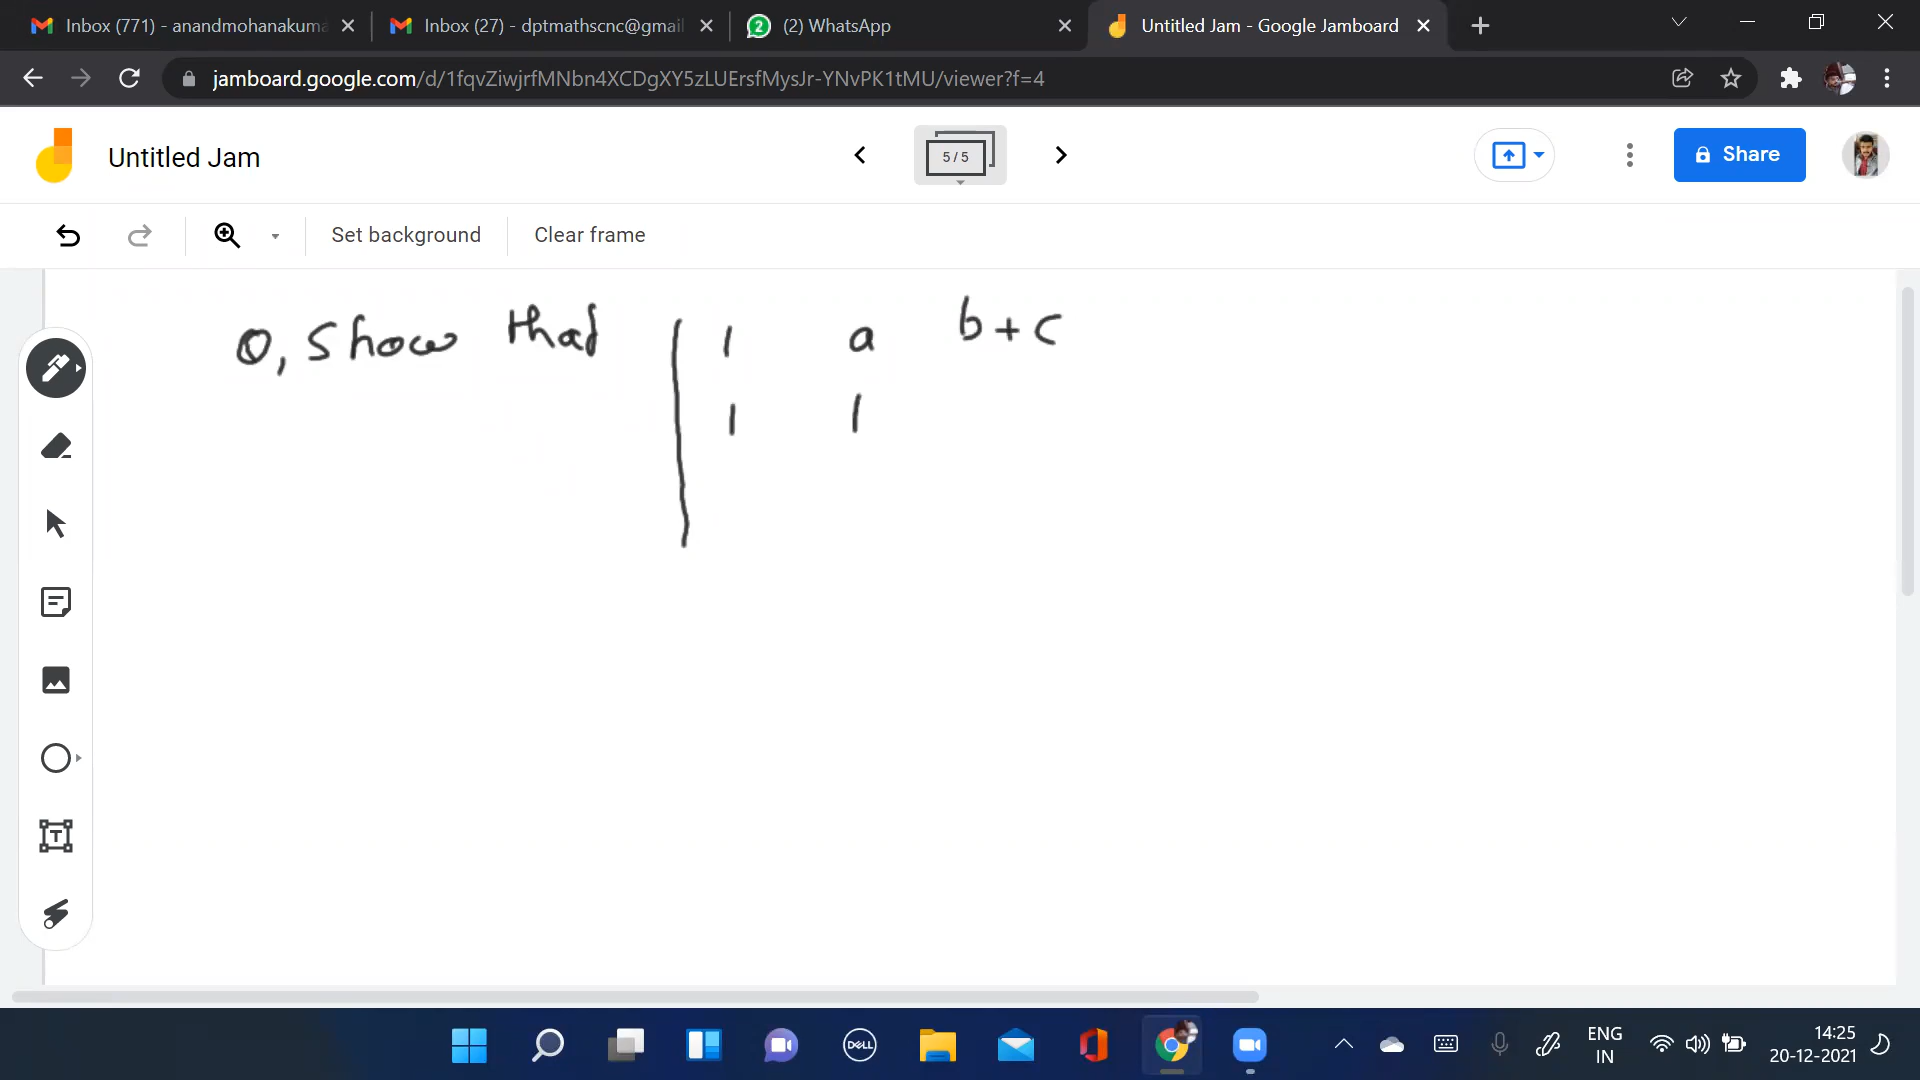 Inbox (771) - anandmohanakuma
Inbox (27) - dptmathscnc@gmail
(2) WhatsApp
Untitled Jam - Google Jamboard
jamboard.google.com/d/1fqvZiwjrfMNbn4XCDgXY5zLUErsfMysJr-YNvPK1tMU/viewer?f=4
Untitled Jam
5 / 5
Share
Set background
Clear frame
Q, Show that | 1 a b+c
1 1
ENG
IN
14:25
20-12-2021
DELL